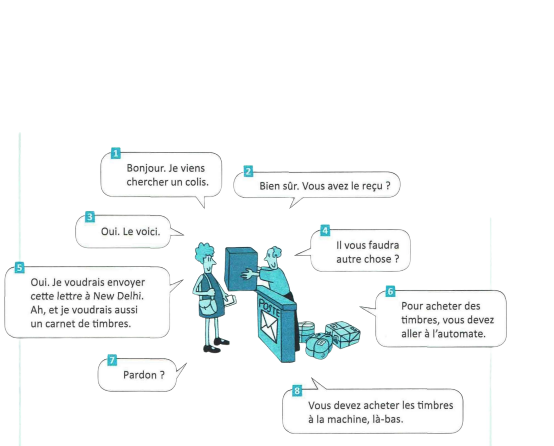 1
Bonjour. Je viens
chercher un colis.
2
Bien sûr. Vous avez le reçu ?
3
Oui. Le voici.
4
Il vous faudra
autre chose ?
5
Oui. Je voudrais envoyer
cette lettre à New Delhi.
Ah, et je voudrais aussi
un carnet de timbres.
6
Pour acheter des
timbres, vous devez
aller à l'automate.
POSTE
7
Pardon ?
8
Vous devez acheter les timbres
à la machine, là-bas.